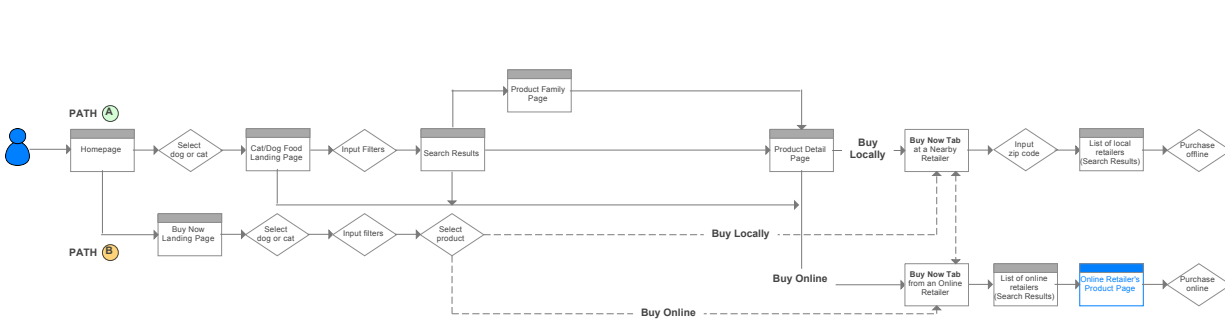 Product Family
Page
PATH A
Homepage
Select
dog or cat
Cat/Dog Food
Landing Page
Input Filters
Search Results
Product Detail
Page
Buy
Locally
Buy Now Tab
at a Nearby
Retailer
Input
zip code
List of local
retailers
(Search Results)
Purchase
offline
PATH B
Buy Now
Landing Page
Select
dog or cat
Input filters
Select
product
Buy Locally
Buy Online
Buy Now Tab
from an Online
Retailer
List of online
retailers
(Search Results)
Online Retailer's
Product Page
Purchase
online
Buy Online